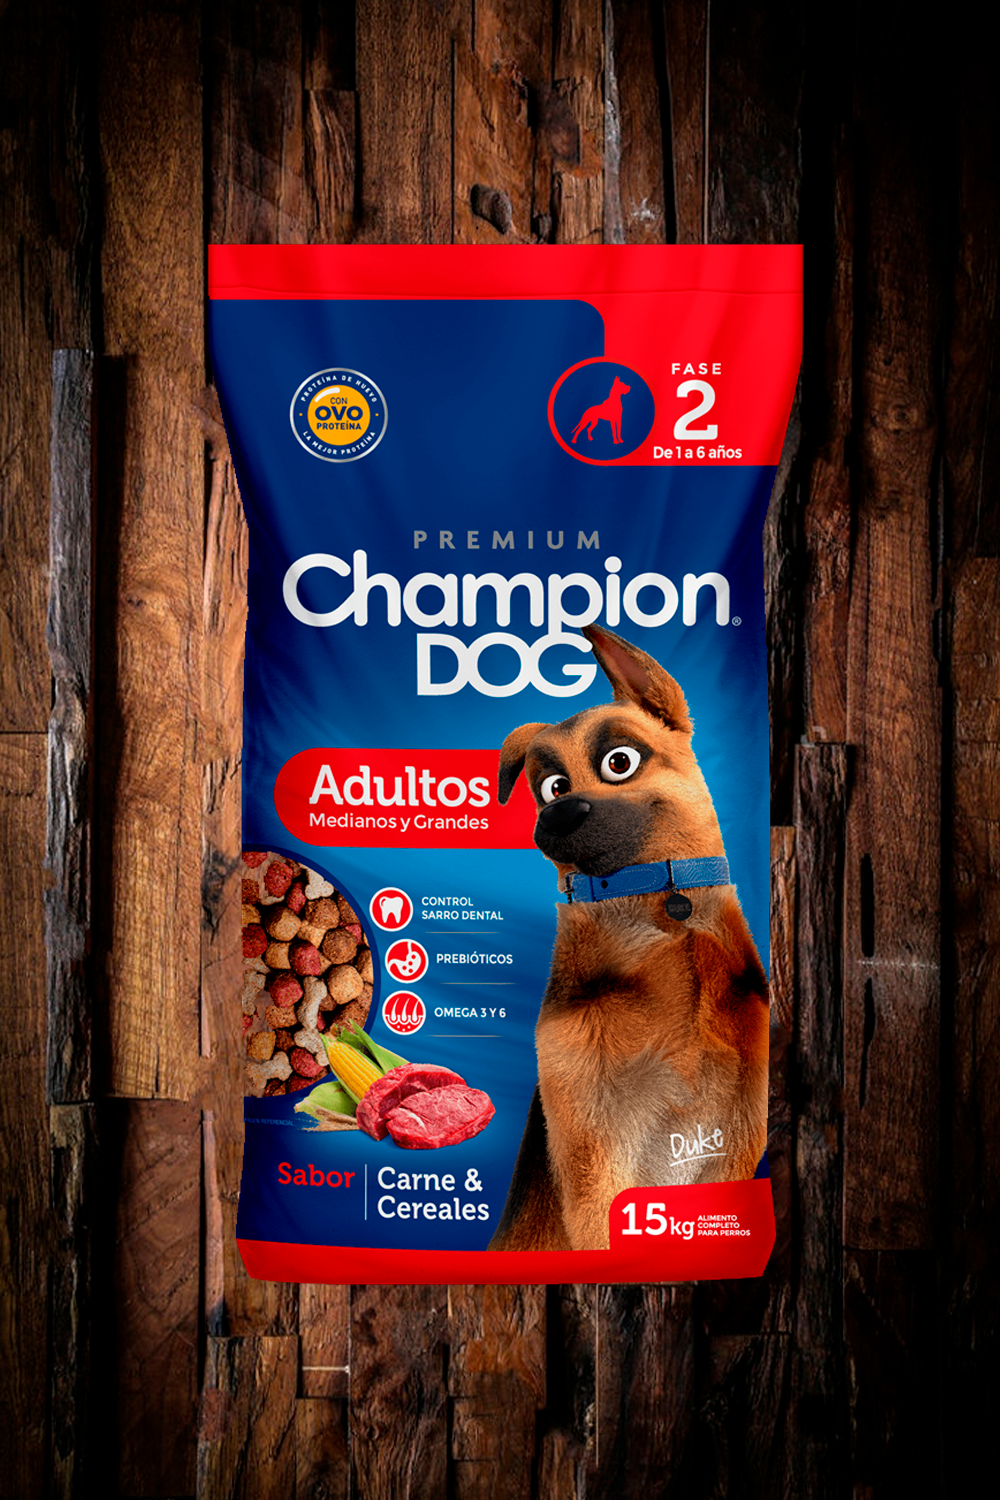 PROTEÍNA DE HUEVO
CON
OVO
PROTEÍNA
LA MEJOR PROTEÍNA
FASE
2
De 1 a 6 años
PREMIUM
Champion®
DOG
Adultos
Medianos y Grandes
CONTROL
SARRO DENTAL
PREBIÓTICOS
OMEGA 3 Y 6
Duke
Sabor
Carne &
Cereales
15kg
ALIMENTO
COMPLETO
PARA PERROS